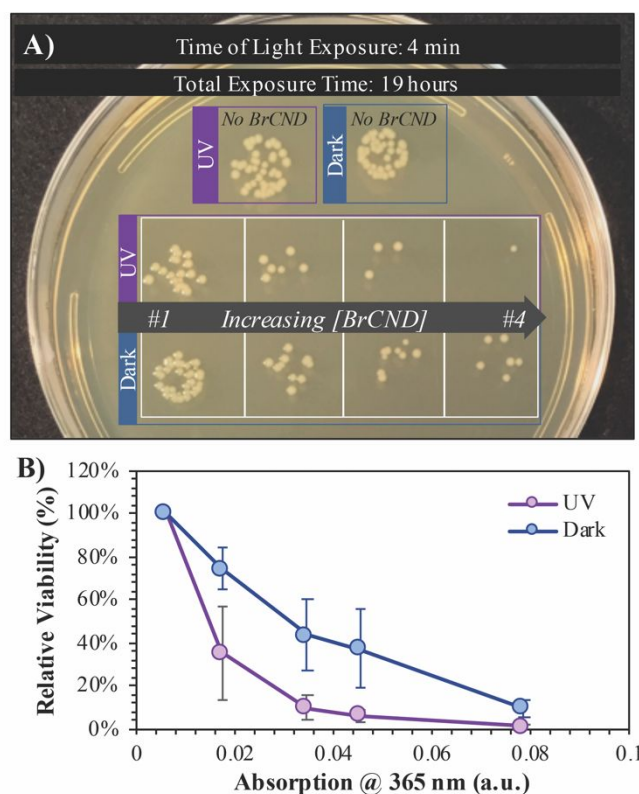 A)
Time of Light Exposure: 4 min
Total Exposure Time: 19 hours
UV
No BrCND
Dark
No BrCND
UV
#1 Increasing [BrCND] #4
Dark
B)
120%
100%
80%
60%
40%
20%
0%
Relative Viability (%)
UV
Dark
0 0.02 0.04 0.06 0.08 0.1
Absorption @ 365 nm (a.u.)